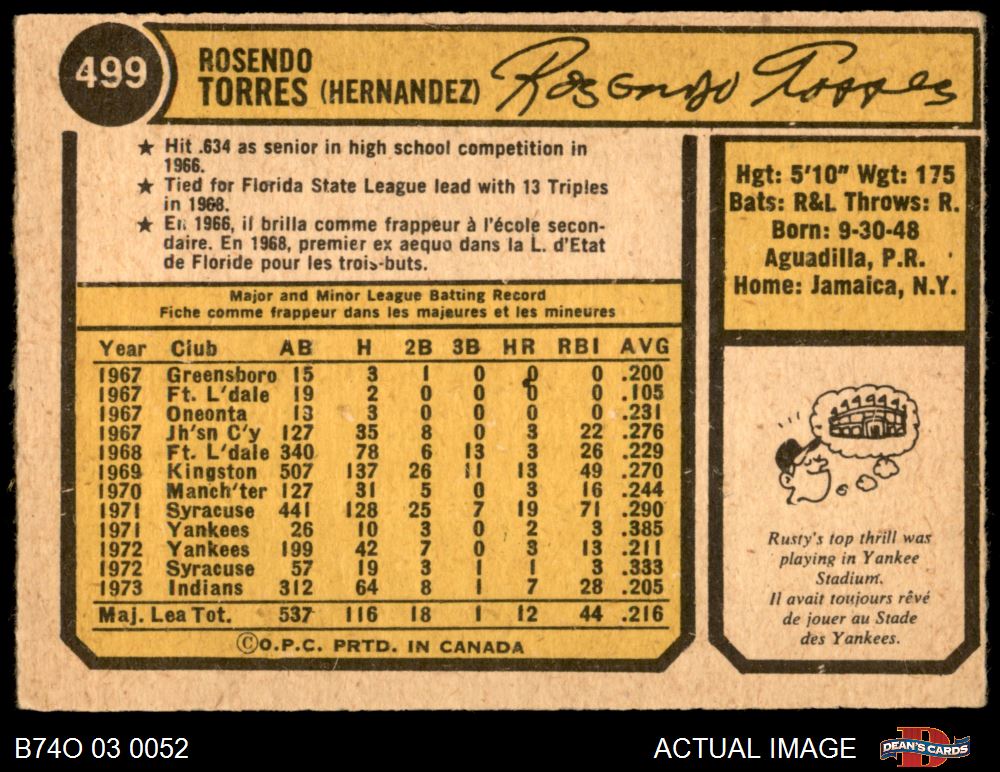 499
ROSENDO
TORRES (HERNANDEZ)
Rosendo Torres
★ Hit .634 as senior in high school competition in
1966.
★ Tied for Florida State League lead with 13 Triples
in 1968.
★ En 1966, il brilla comme frappeur à l'école secon-
daire. En 1968, premier ex aequo dans la L. d'Etat
de Floride pour les trois-buts.
Hgt: 5'10" Wgt: 175
Bats: R&L Throws: R.
Born: 9-30-48
Aguadilla, P.R.
Home: Jamaica, N.Y.
Major and Minor League Batting Record
Fiche comme frappeur dans les majeures et les mineures
Year Club AB H 2B 3B HR RBI AVG
1967 Greensboro 15 3 1 0 0 0 .200
1967 Ft. L'dale 19 2 0 0 0 0 .105
1967 Oneonta 13 3 0 0 0 0 .231
1967 Jh'sn C'y 127 35 8 0 3 22 .276
1968 Ft. L'dale 340 78 6 13 3 26 .229
1969 Kingston 507 137 26 11 13 49 .270
1970 Manch'ter 127 31 5 0 3 16 .244
1971 Syracuse 441 128 25 7 19 71 .290
1971 Yankees 26 10 3 0 2 3 .385
1972 Yankees 199 42 7 0 3 13 .211
1972 Syracuse 57 19 3 1 1 3 .333
1973 Indians 312 64 8 1 7 28 .205
Maj. Lea Tot. 537 116 18 1 12 44 .216
©O.P.C. PRTD. IN CANADA
Rusty's top thrill was
playing in Yankee
Stadium.
Il avait toujours rêvé
de jouer au Stade
des Yankees.
B74O 03 0052
ACTUAL IMAGE
DEAN'S CARDS